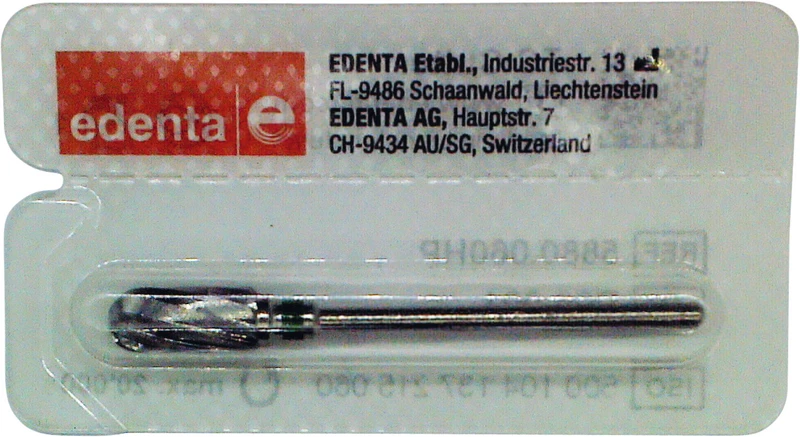 edenta e
EDENTA Etabl., Industriestr. 13
FL-9486 Schaanwald, Liechtenstein
EDENTA AG, Hauptstr. 7
CH-9434 AU/SG, Switzerland
REF 5880.060HP
ISO 500 104 137 215 060 max. 20'000